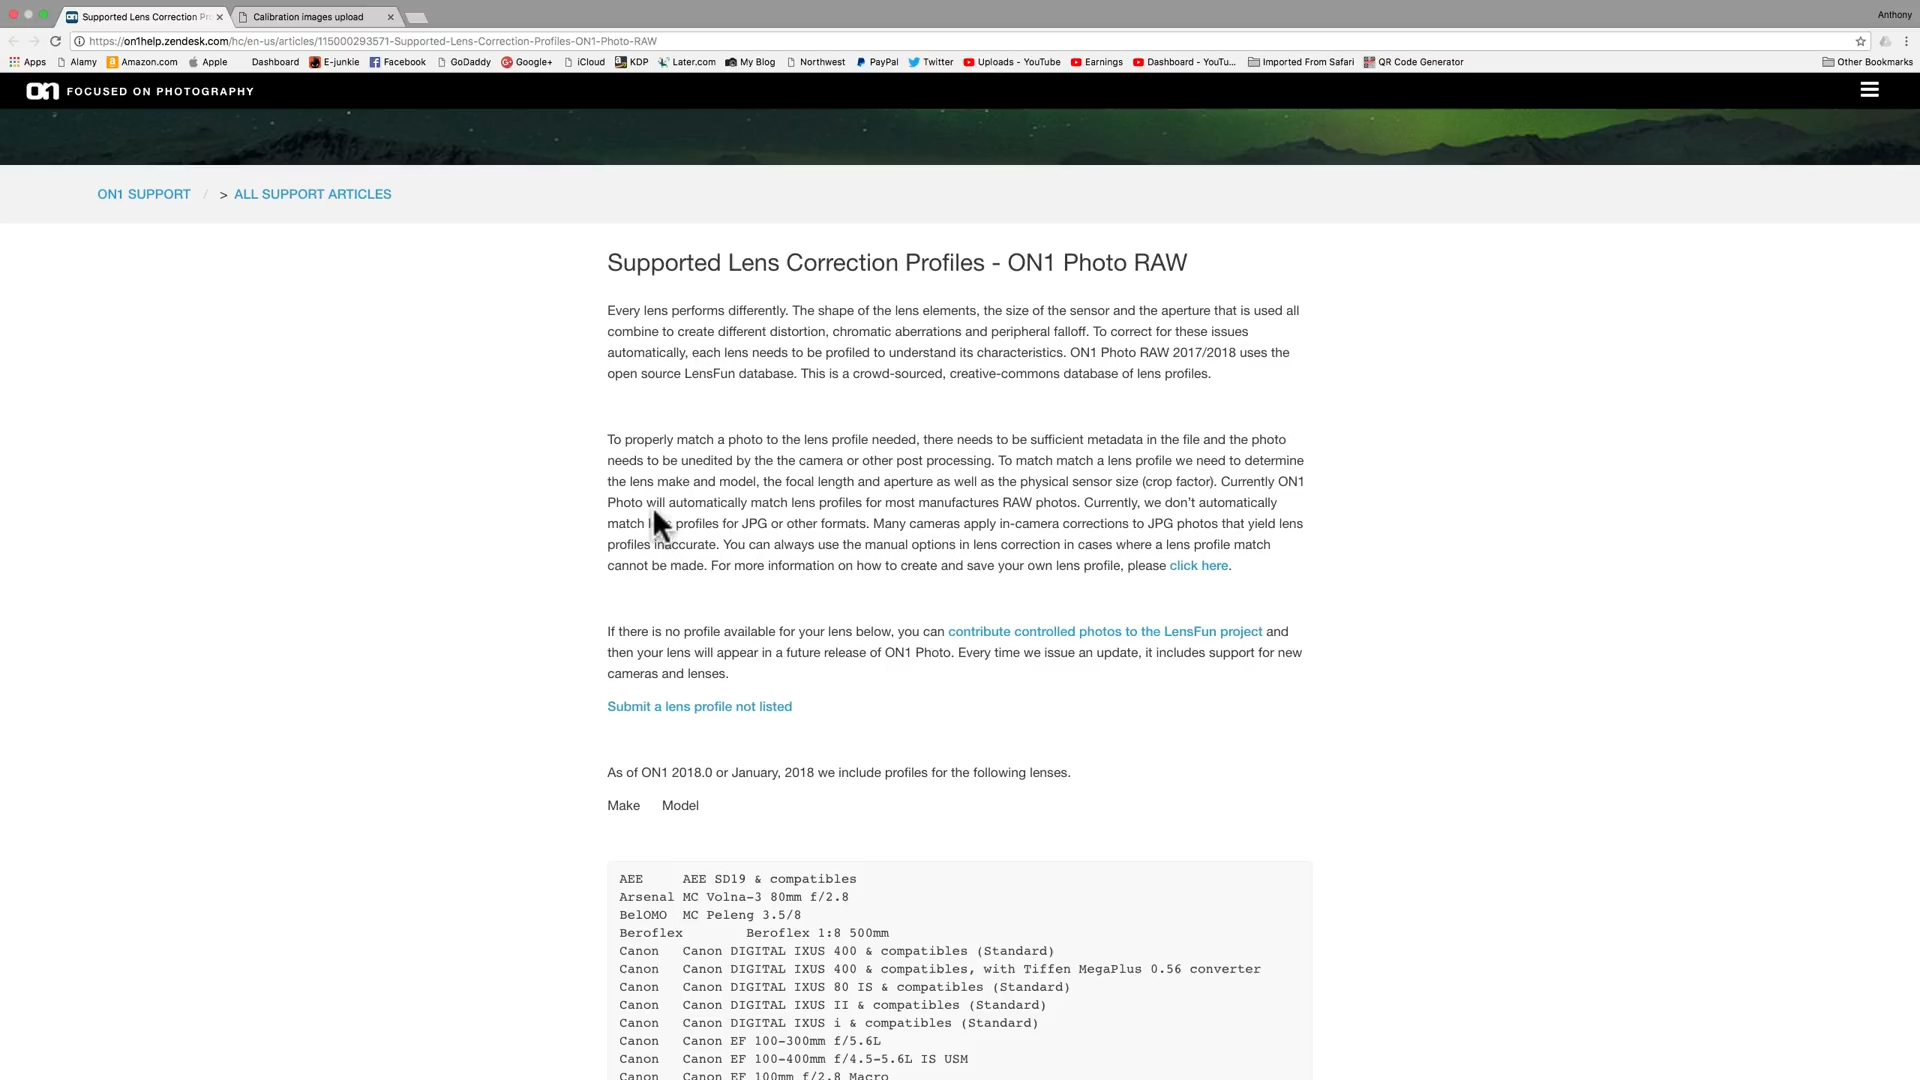 Supported Lens Correction Pr
Calibration images upload
Anthony
https://on1help.zendesk.com/hc/en-us/articles/115000293571-Supported-Lens-Correction-Profiles-ON1-Photo-RAW
Apps Alamy Amazon.com Apple Dashboard E-junkie Facebook GoDaddy Google+ iCloud KDP Later.com My Blog Northwest PayPal Twitter Uploads - YouTube Earnings Dashboard - YouTu... Imported From Safari QR Code Generator Other Bookmarks
on FOCUSED ON PHOTOGRAPHY
ON1 SUPPORT / > ALL SUPPORT ARTICLES
Supported Lens Correction Profiles - ON1 Photo RAW
Every lens performs differently. The shape of the lens elements, the size of the sensor and the aperture that is used all
combine to create different distortion, chromatic aberrations and peripheral falloff. To correct for these issues
automatically, each lens needs to be profiled to understand its characteristics. ON1 Photo RAW 2017/2018 uses the
open source LensFun database. This is a crowd-sourced, creative-commons database of lens profiles.
To properly match a photo to the lens profile needed, there needs to be sufficient metadata in the file and the photo
needs to be unedited by the the camera or other post processing. To match match a lens profile we need to determine
the lens make and model, the focal length and aperture as well as the physical sensor size (crop factor). Currently ON1
Photo will automatically match lens profiles for most manufactures RAW photos. Currently, we don't automatically
match profiles for JPG or other formats. Many cameras apply in-camera corrections to JPG photos that yield lens
profiles inaccurate. You can always use the manual options in lens correction in cases where a lens profile match
cannot be made. For more information on how to create and save your own lens profile, please click here.
If there is no profile available for your lens below, you can contribute controlled photos to the LensFun project and
then your lens will appear in a future release of ON1 Photo. Every time we issue an update, it includes support for new
cameras and lenses.
Submit a lens profile not listed
As of ON1 2018.0 or January, 2018 we include profiles for the following lenses.
Make Model
AEE AEE SD19 & compatibles
Arsenal MC Volna-3 80mm f/2.8
BelOMO MC Peleng 3.5/8
Beroflex Beroflex 1:8 500mm
Canon Canon DIGITAL IXUS 400 & compatibles (Standard)
Canon Canon DIGITAL IXUS 400 & compatibles, with Tiffen MegaPlus 0.56 converter
Canon Canon DIGITAL IXUS 80 IS & compatibles (Standard)
Canon Canon DIGITAL IXUS II & compatibles (Standard)
Canon Canon DIGITAL IXUS i & compatibles (Standard)
Canon Canon EF 100-300mm f/5.6L
Canon Canon EF 100-400mm f/4.5-5.6L IS USM
Canon Canon EF 100mm f/2.8 Macro